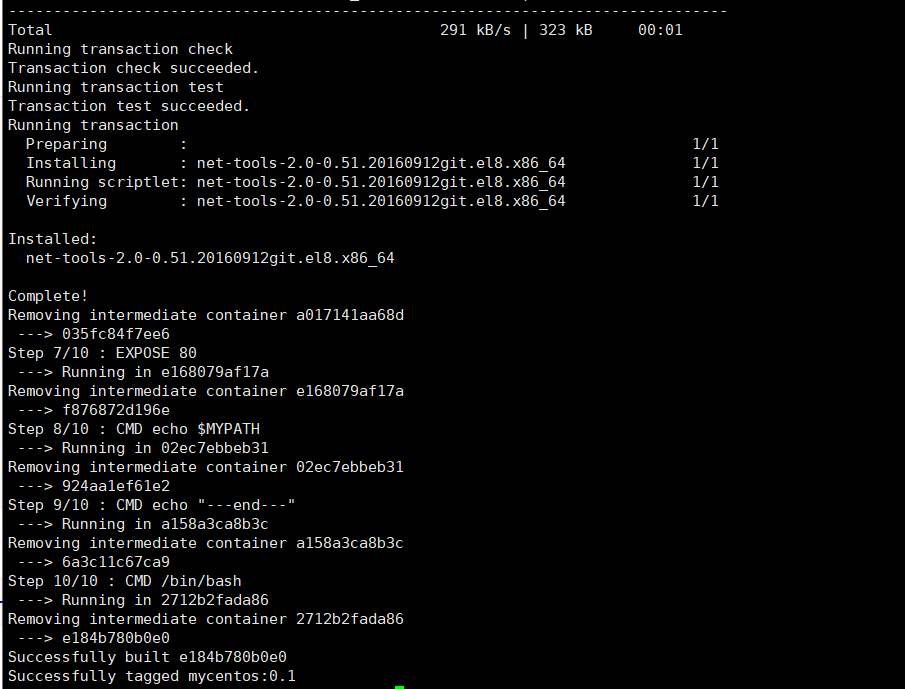 --------------------------------------------------------------------------------
Total                                           291 kB/s | 323 kB     00:01
Running transaction check
Transaction check succeeded.
Running transaction test
Transaction test succeeded.
Running transaction
  Preparing        :                                                        1/1
  Installing       : net-tools-2.0-0.51.20160912git.el8.x86_64              1/1
  Running scriptlet: net-tools-2.0-0.51.20160912git.el8.x86_64              1/1
  Verifying        : net-tools-2.0-0.51.20160912git.el8.x86_64              1/1

Installed:
  net-tools-2.0-0.51.20160912git.el8.x86_64

Complete!
Removing intermediate container a017141aa68d
 ---> 035fc84f7ee6
Step 7/10 : EXPOSE 80
 ---> Running in e168079af17a
Removing intermediate container e168079af17a
 ---> f876872d196e
Step 8/10 : CMD echo $MYPATH
 ---> Running in 02ec7ebbeb31
Removing intermediate container 02ec7ebbeb31
 ---> 924aa1ef61e2
Step 9/10 : CMD echo "---end---"
 ---> Running in a158a3ca8b3c
Removing intermediate container a158a3ca8b3c
 ---> 6a3c11c67ca9
Step 10/10 : CMD /bin/bash
 ---> Running in 2712b2fada86
Removing intermediate container 2712b2fada86
 ---> e184b780b0e0
Successfully built e184b780b0e0
Successfully tagged mycentos:0.1